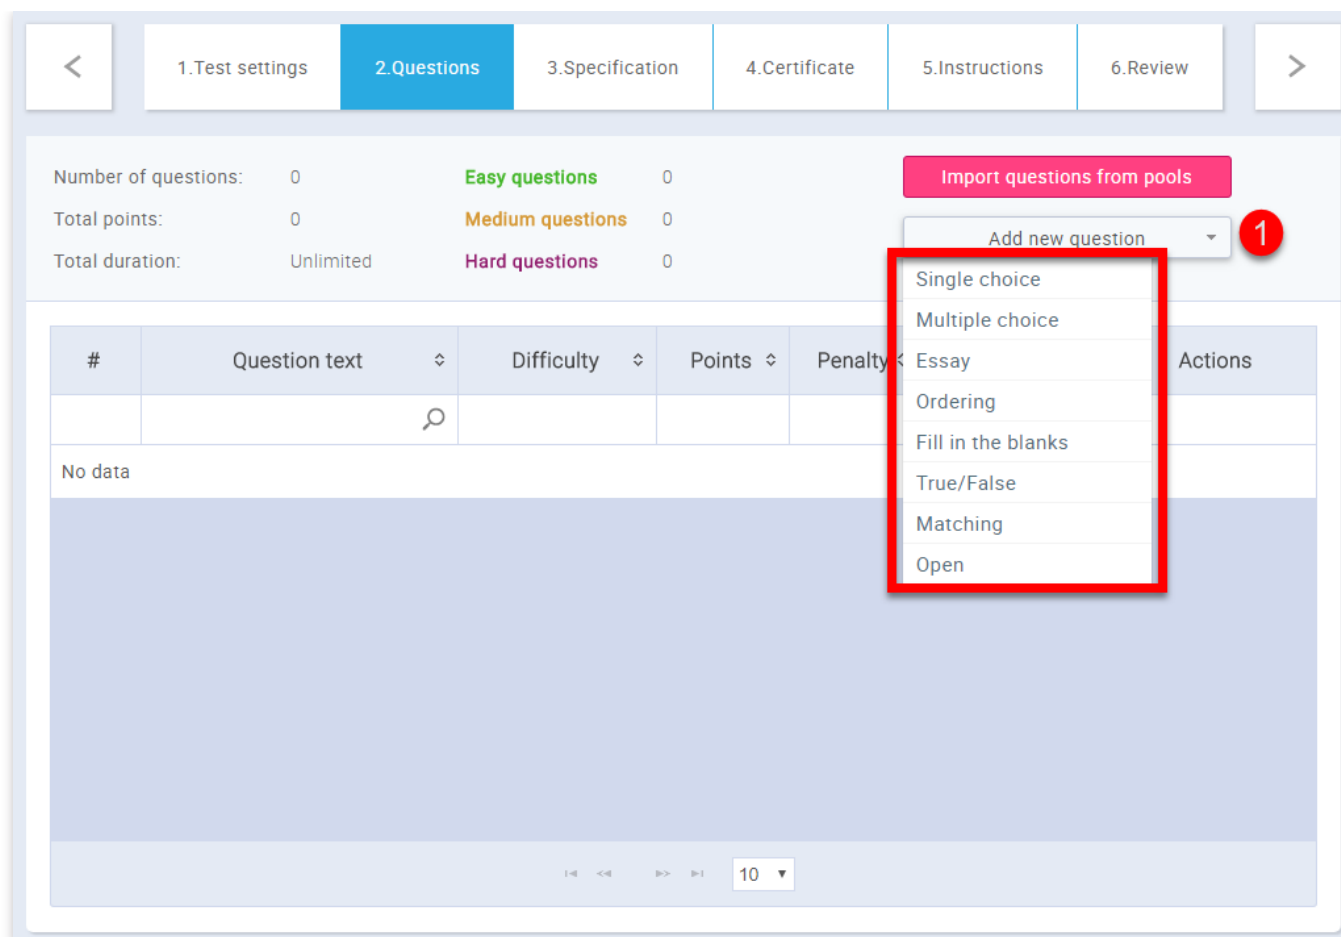 1.Test settings
2.Questions
3.Specification
4.Certificate
5.Instructions
6.Review
Number of questions: 0
Easy questions 0
Import questions from pools
Total points: 0
Medium questions 0
Add new question
1
Total duration: Unlimited
Hard questions 0
Single choice
Multiple choice
Essay
Ordering
Fill in the blanks
True/False
Matching
Open
# Question text Difficulty Points Penalty Actions
No data
10